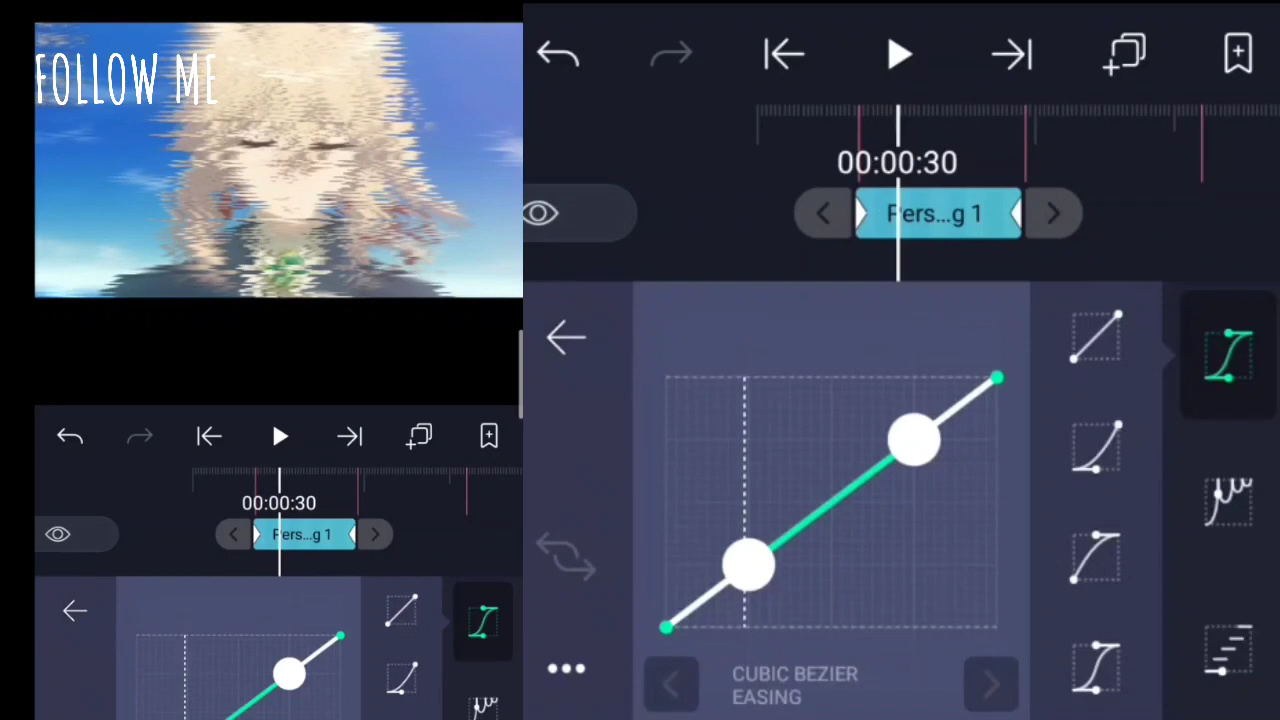 FOLLOW ME
00:00:30
Pers...g 1
00:00:30
Pers...g 1
CUBIC BEZIER
EASING